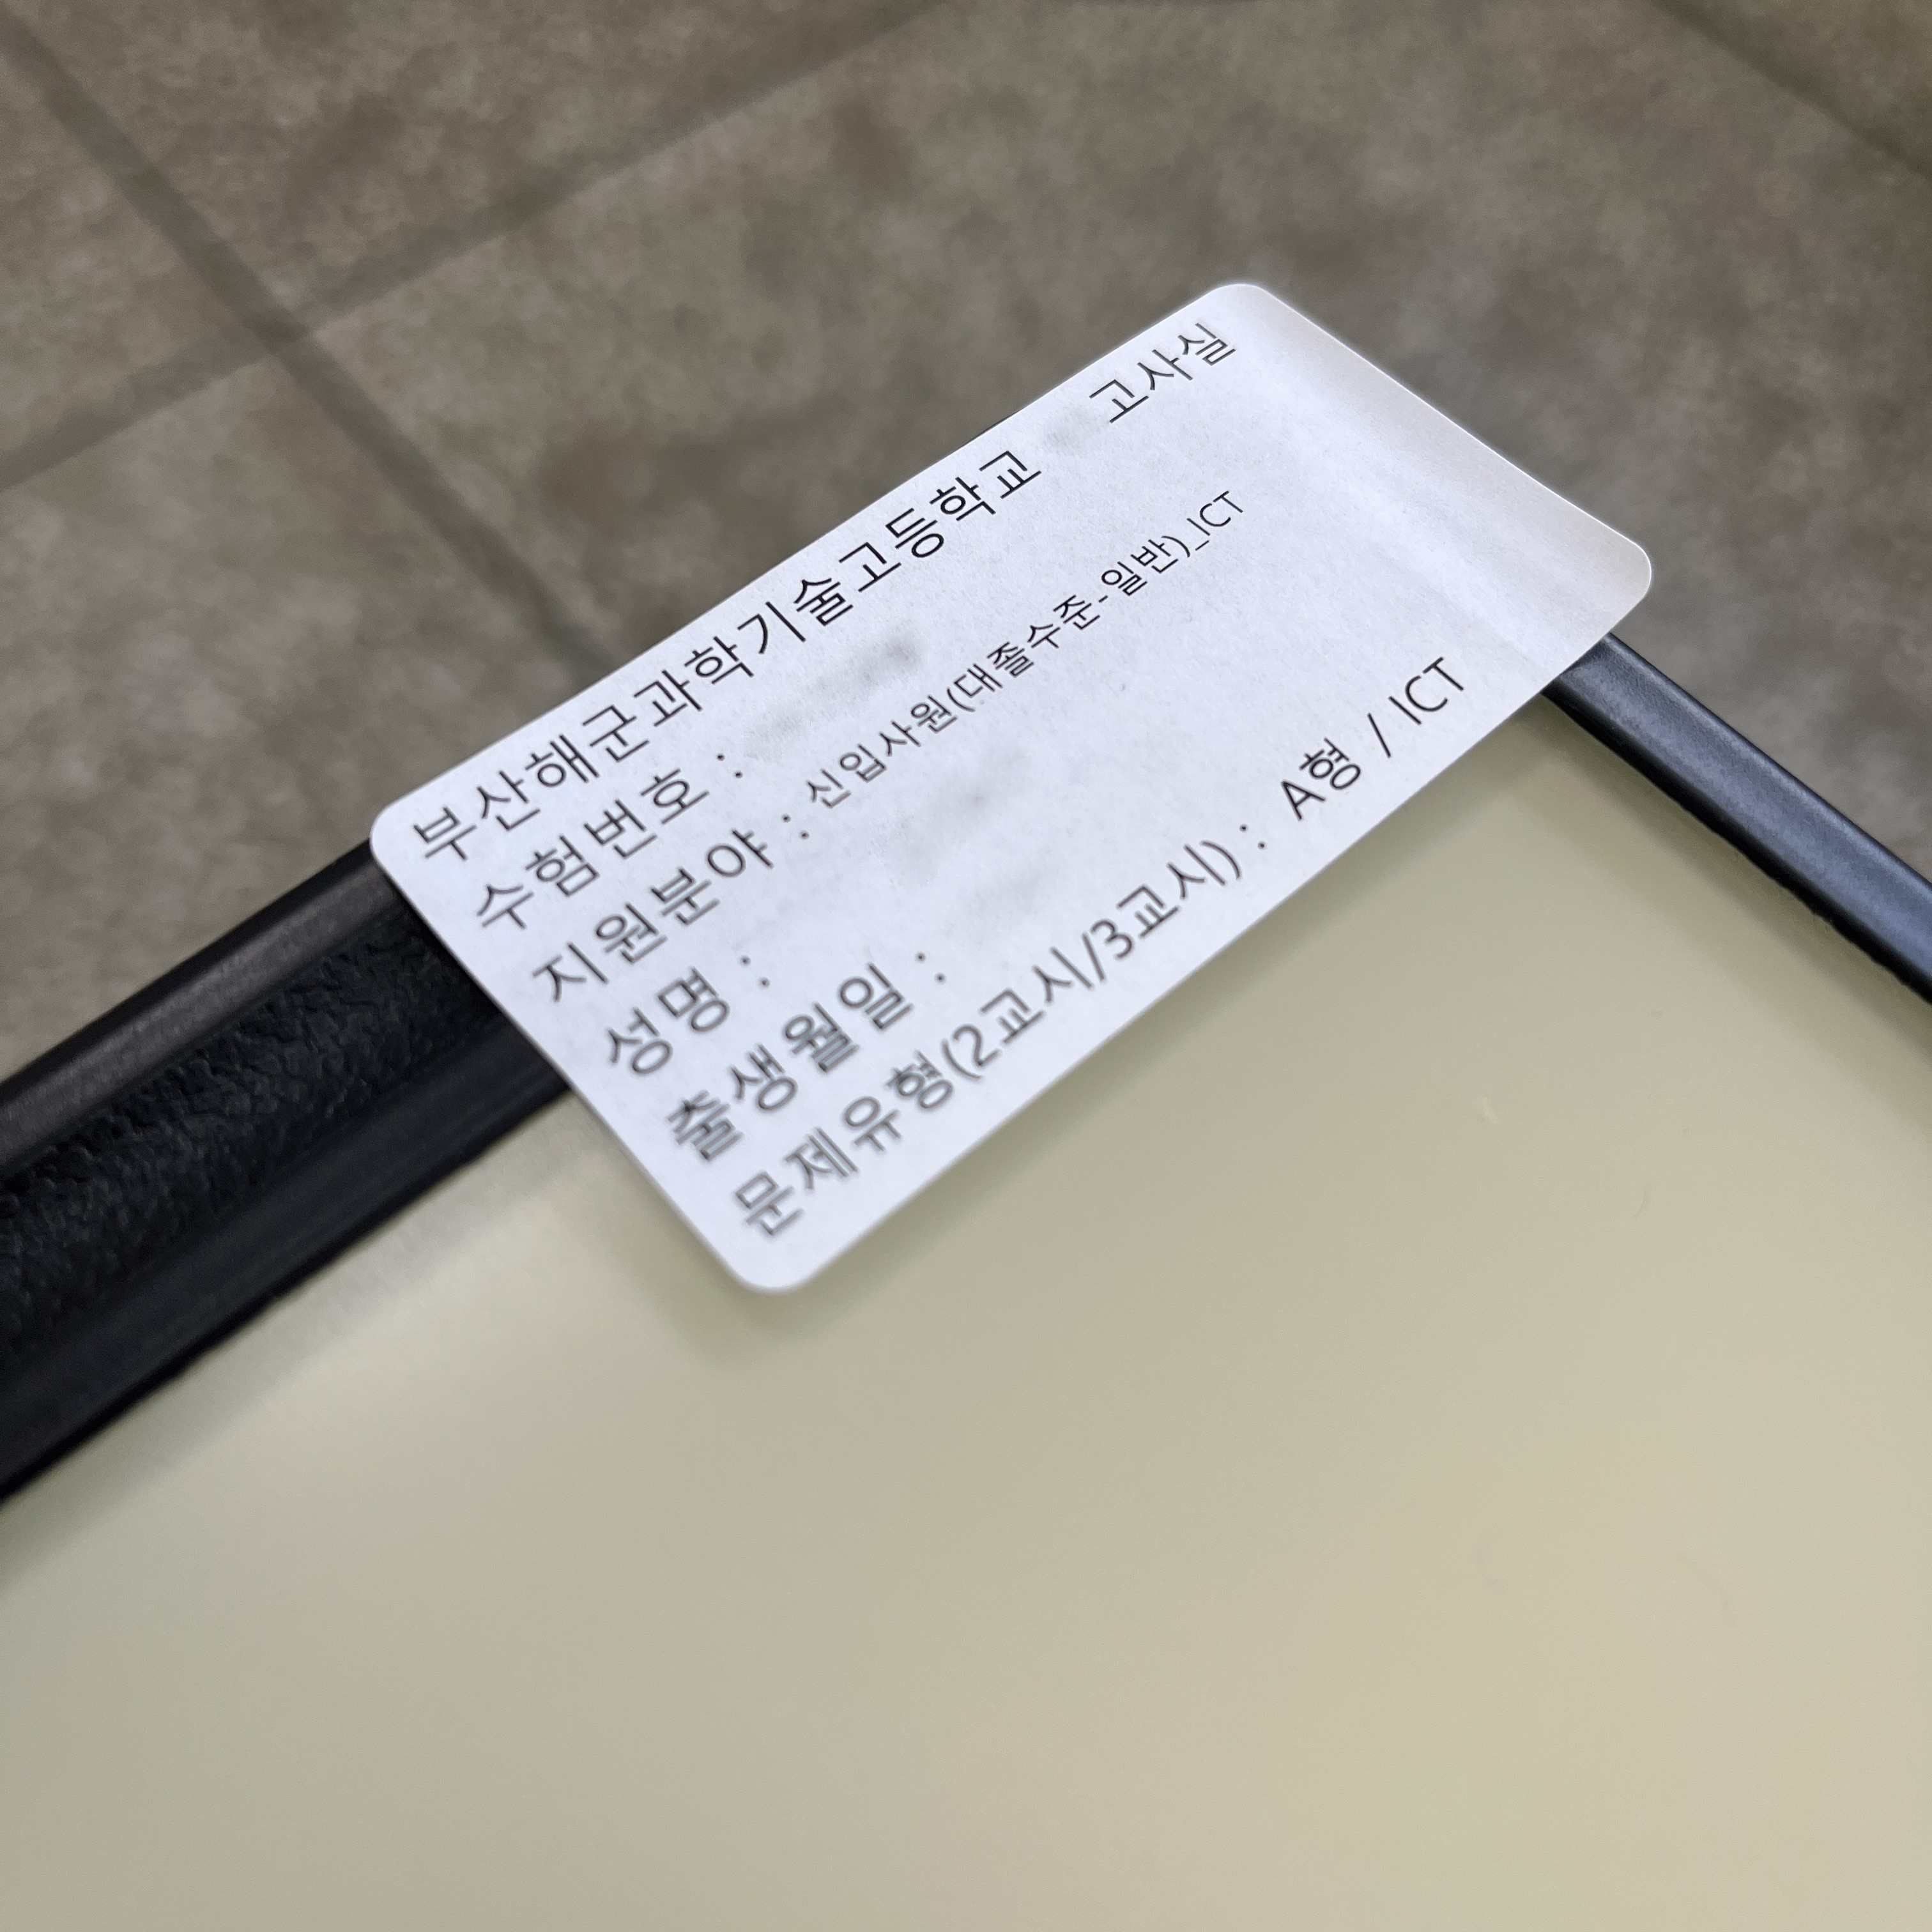 부산해군과학기술고등학교 고사실
수험번호 :
지원분야 : 신입사원(대졸수준-일반)_ICT
성명 :
출생월일 :
문제유형(2교시/3교시) : A형 / ICT